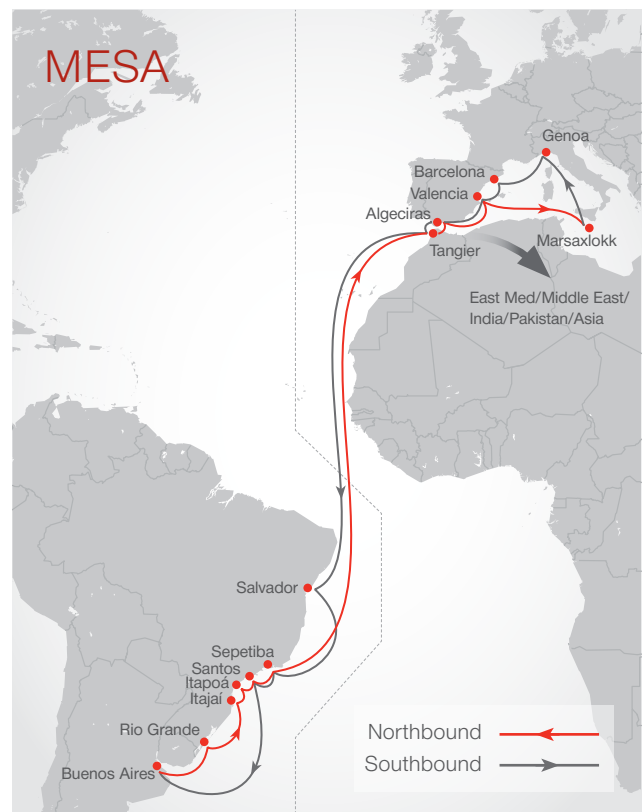 MESA
Genoa
Barcelona
Valencia
Algeciras
Tangier
Marsaxlokk
East Med/Middle East/
India/Pakistan/Asia
Salvador
Sepetiba
Santos
Itapoá
Itajaí
Rio Grande
Buenos Aires
Northbound
Southbound